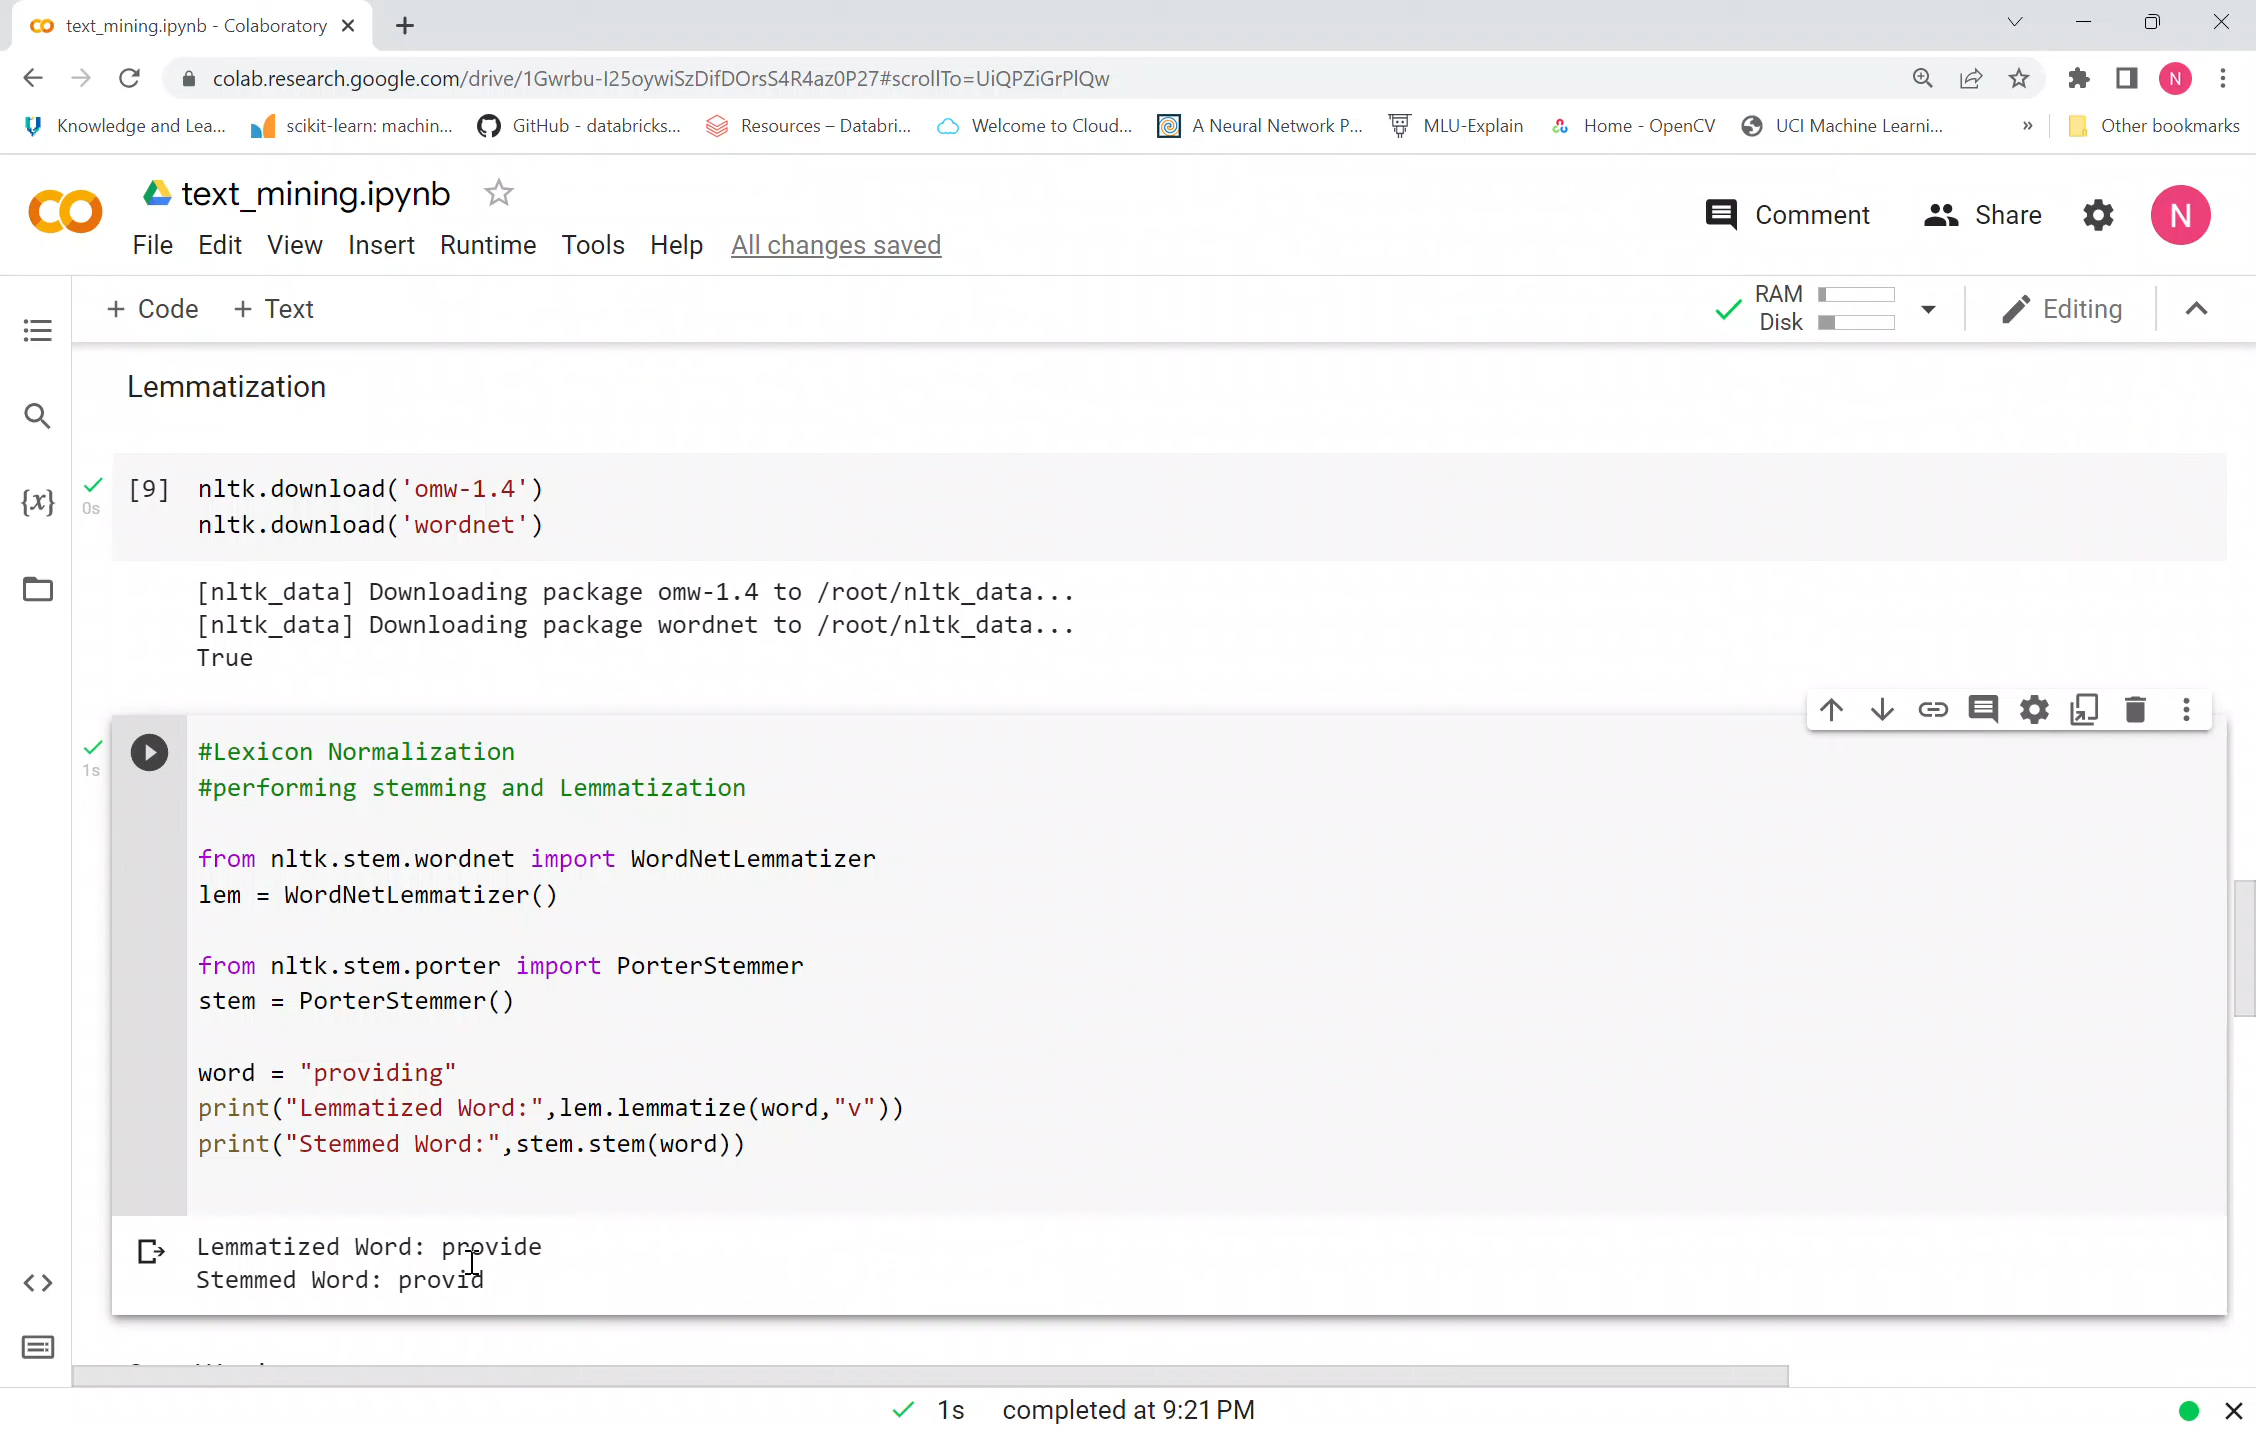 text_mining.ipynb - Colaboratory
colab.research.google.com/drive/1Gwrbu-I25oywiSzDifDOrsS4R4az0P27#scrollTo=UiQPZiGrPlQw
N
Knowledge and Lea...
scikit-learn: machin...
GitHub - databricks...
Resources – Databri...
Welcome to Cloud...
A Neural Network P...
MLU-Explain
Home - OpenCV
UCI Machine Learni...
»
Other bookmarks
text_mining.ipynb
Comment
Share
N
File Edit View Insert Runtime Tools Help All changes saved
+ Code + Text
RAM
Disk
Editing
Lemmatization
{x}
0s
[9] nltk.download('omw-1.4')
nltk.download('wordnet')
[nltk_data] Downloading package omw-1.4 to /root/nltk_data...
[nltk_data] Downloading package wordnet to /root/nltk_data...
True
1s
#Lexicon Normalization
#performing stemming and Lemmatization
from nltk.stem.wordnet import WordNetLemmatizer
lem = WordNetLemmatizer()
from nltk.stem.porter import PorterStemmer
stem = PorterStemmer()
word = "providing"
print("Lemmatized Word:",lem.lemmatize(word,"v"))
print("Stemmed Word:",stem.stem(word))
Lemmatized Word: provide
Stemmed Word: provid
1s completed at 9:21 PM